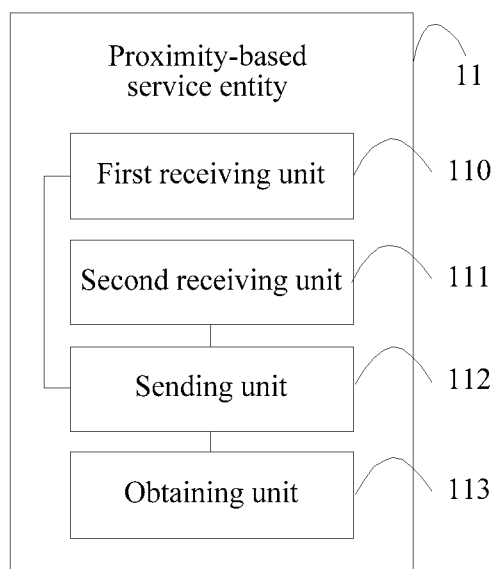 Proximity-based
service entity
11
First receiving unit
110
Second receiving unit
111
Sending unit
112
Obtaining unit
113